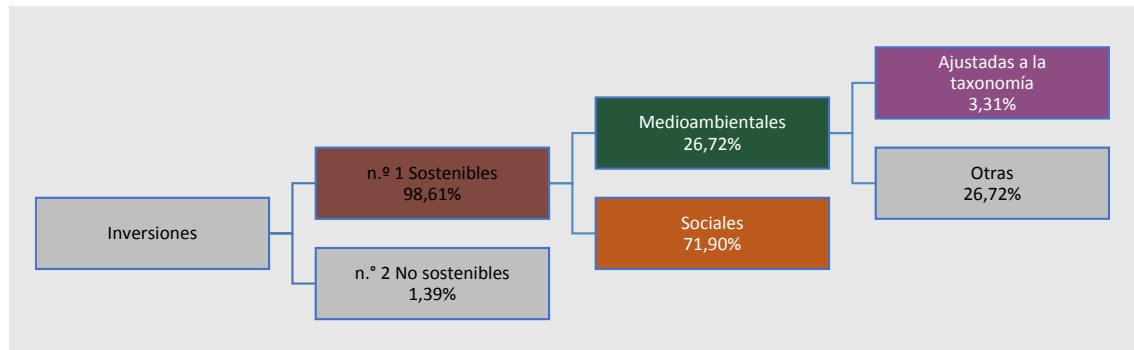 Inversiones
n.º 1 Sostenibles
98,61%
n.° 2 No sostenibles
1,39%
Medioambientales
26,72%
Sociales
71,90%
Ajustadas a la
taxonomía
3,31%
Otras
26,72%